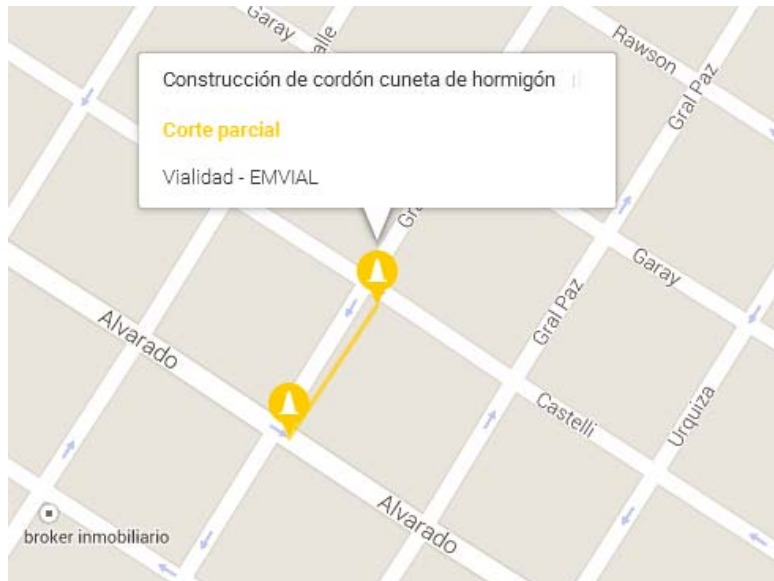 Garay
alle
Rawson
Gral Paz
Construcción de cordón cuneta de hormigón
Corte parcial
Vialidad - EMVIAL
Garay
Gral Paz
Alvarado
Castelli
Urquiza
Alvarado
broker inmobiliario